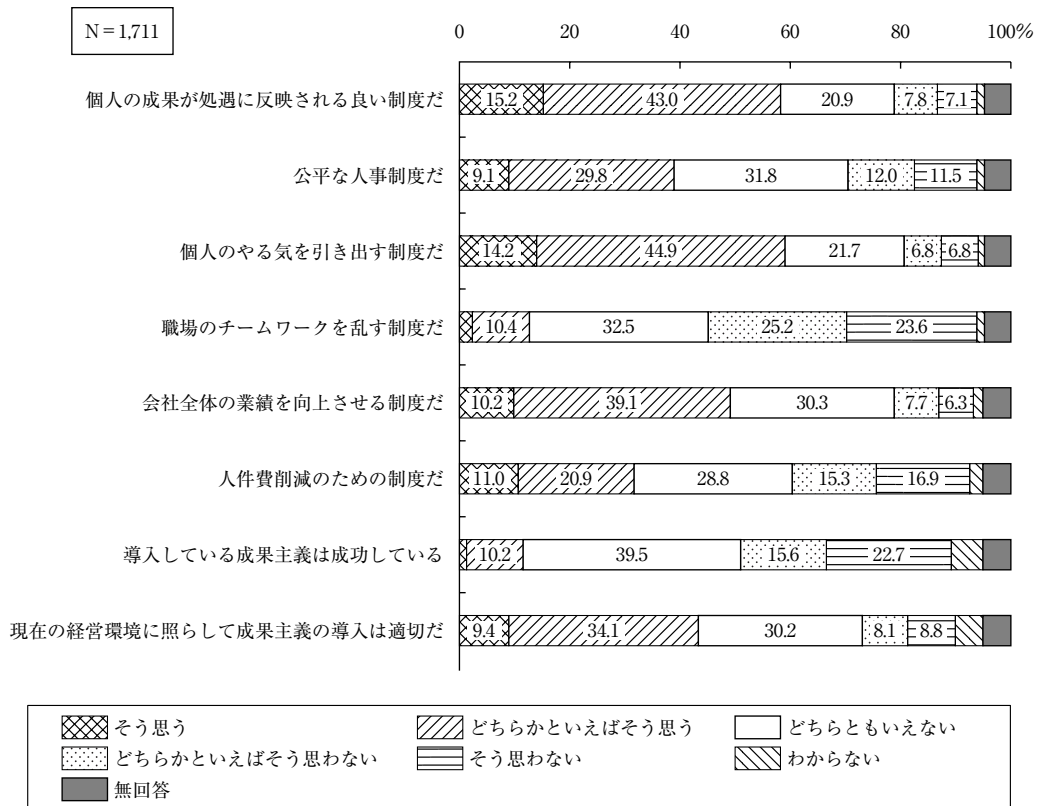 N＝1,711
0 20 40 60 80 100%
個人の成果が処遇に反映される良い制度だ 15.2 43.0 20.9 7.8 7.1
公平な人事制度だ 9.1 29.8 31.8 12.0 11.5
個人のやる気を引き出す制度だ 14.2 44.9 21.7 6.8 6.8
職場のチームワークを乱す制度だ 10.4 32.5 25.2 23.6
会社全体の業績を向上させる制度だ 10.2 39.1 30.3 7.7 6.3
人件費削減のための制度だ 11.0 20.9 28.8 15.3 16.9
導入している成果主義は成功している 10.2 39.5 15.6 22.7
現在の経営環境に照らして成果主義の導入は適切だ 9.4 34.1 30.2 8.1 8.8
そう思う どちらかといえばそう思う どちらともいえない
どちらかといえばそう思わない そう思わない わからない
無回答